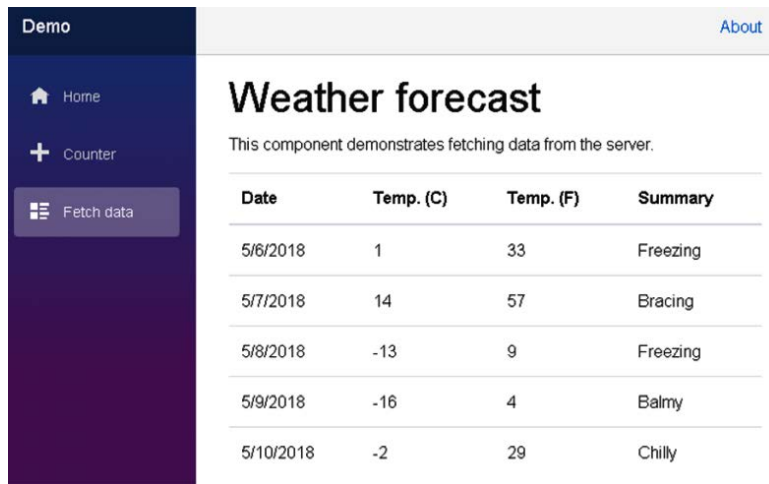 Demo
About
Home
Counter
Fetch data
Weather forecast
This component demonstrates fetching data from the server.
Date Temp. (C) Temp. (F) Summary
5/6/2018 1 33 Freezing
5/7/2018 14 57 Bracing
5/8/2018 -13 9 Freezing
5/9/2018 -16 4 Balmy
5/10/2018 -2 29 Chilly